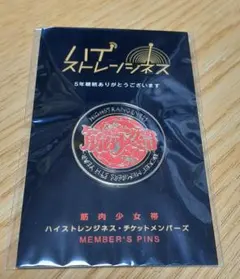 ハイ
ストレンジネス
5年継続ありがとうございます
筋肉少女帯
ハイストレンジネス・チケットメンバーズ
MEMBER'S PINS